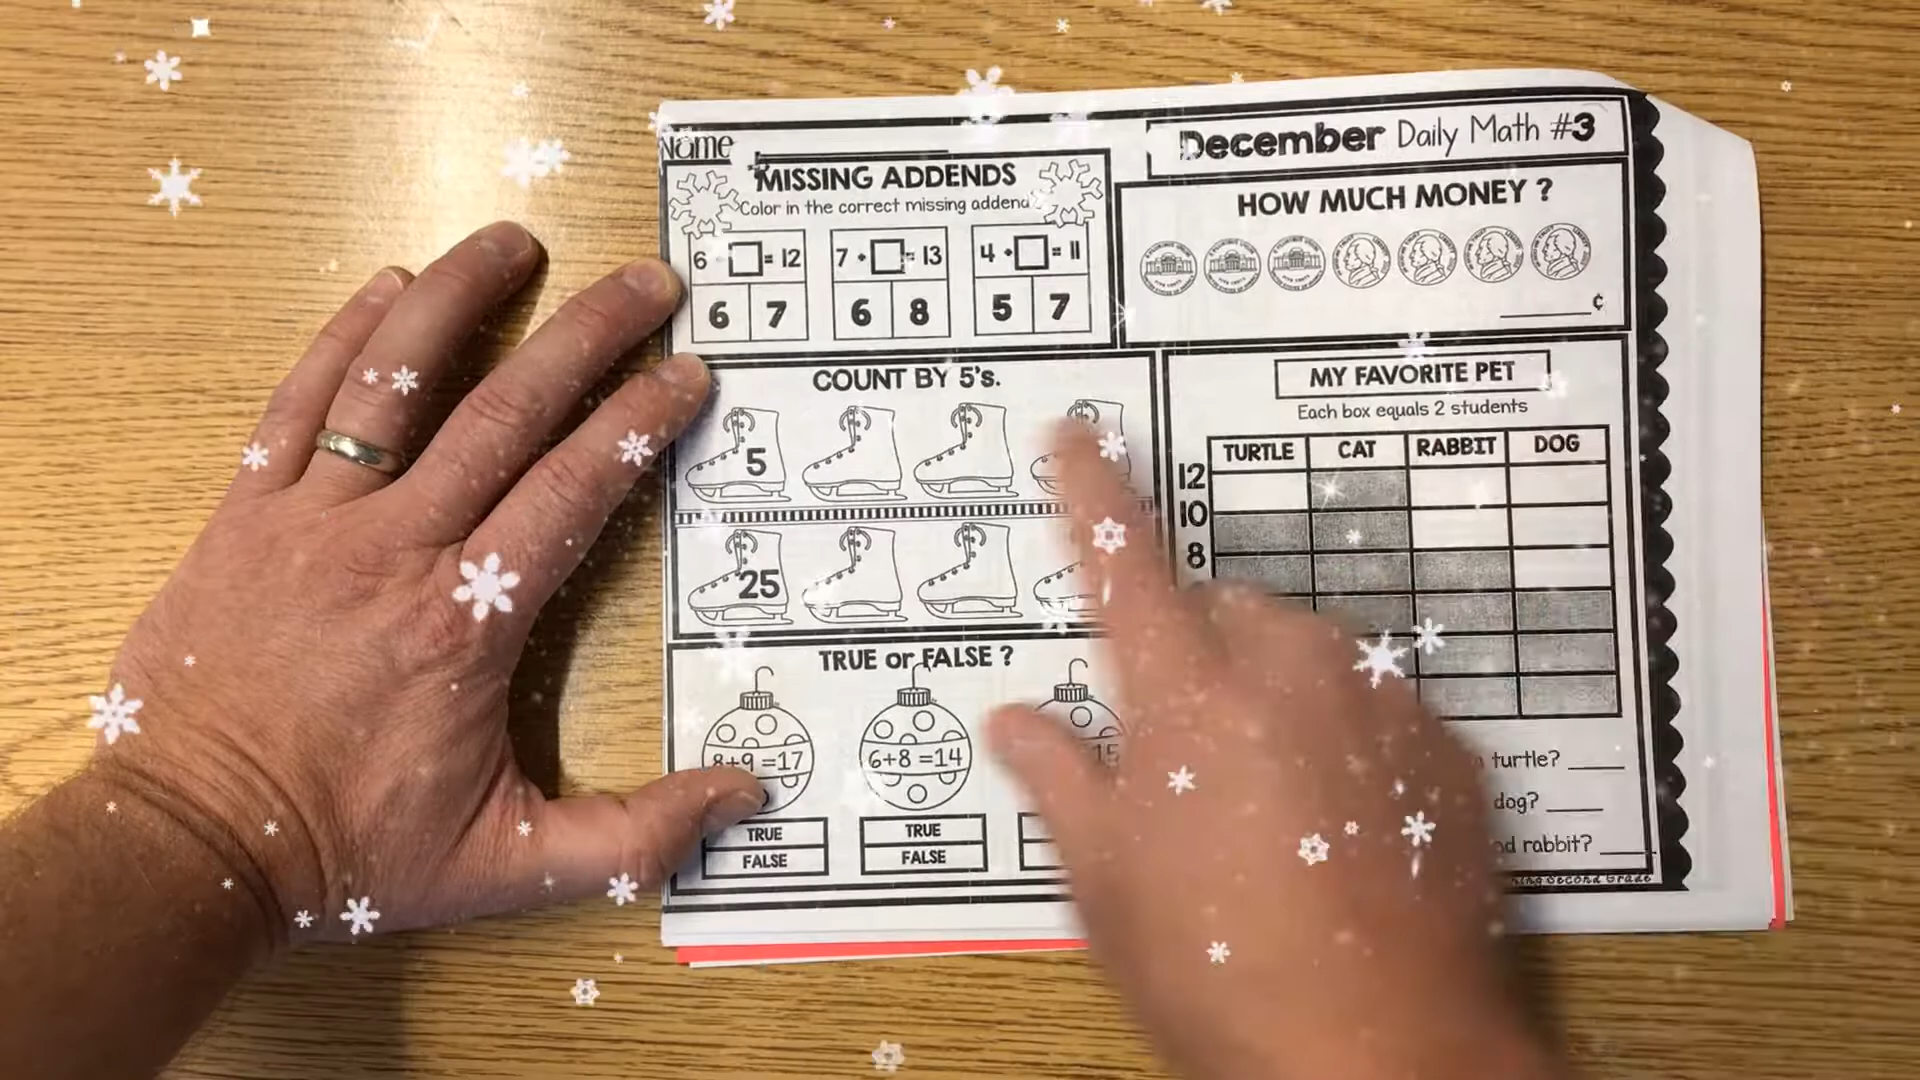 Name
December Daily Math #3
MISSING ADDENDS
Color in the correct missing addend
6 □ = 12
6 7
7 + □ = 13
6 8
4 + □ = 11
5 7
HOW MUCH MONEY ?
¢
COUNT BY 5's.
5
25
MY FAVORITE PET
Each box equals 2 students
TURTLE CAT RABBIT DOG
12
10
8
turtle?
dog?
rabbit?
TRUE or FALSE ?
8+9 =17
TRUE
FALSE
6+8 =14
TRUE
FALSE
15
Second Grade